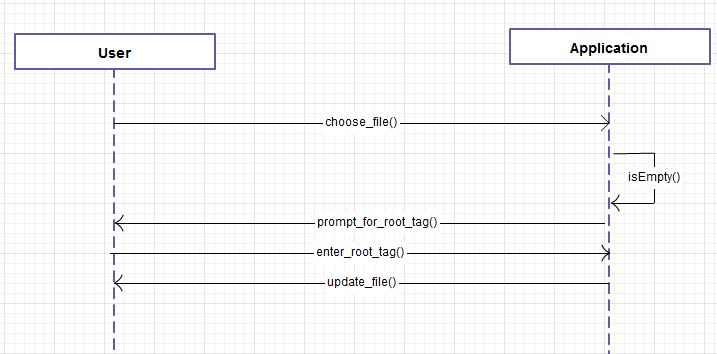 User
Application
choose_file()
isEmpty()
prompt_for_root_tag()
enter_root_tag()
update_file()